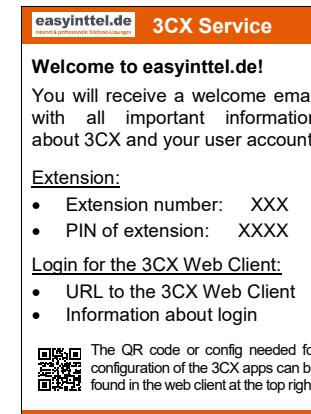 easyinttel.de 3CX Service
Internet & professionelle Telefonie-Lösungen
Welcome to easyinttel.de!
You will receive a welcome emai
with all important information
about 3CX and your user account
Extension:
• Extension number: XXX
• PIN of extension: XXXX
Login for the 3CX Web Client:
• URL to the 3CX Web Client
• Information about login
The QR code or config needed fo
configuration of the 3CX apps can b
found in the web client at the top righ